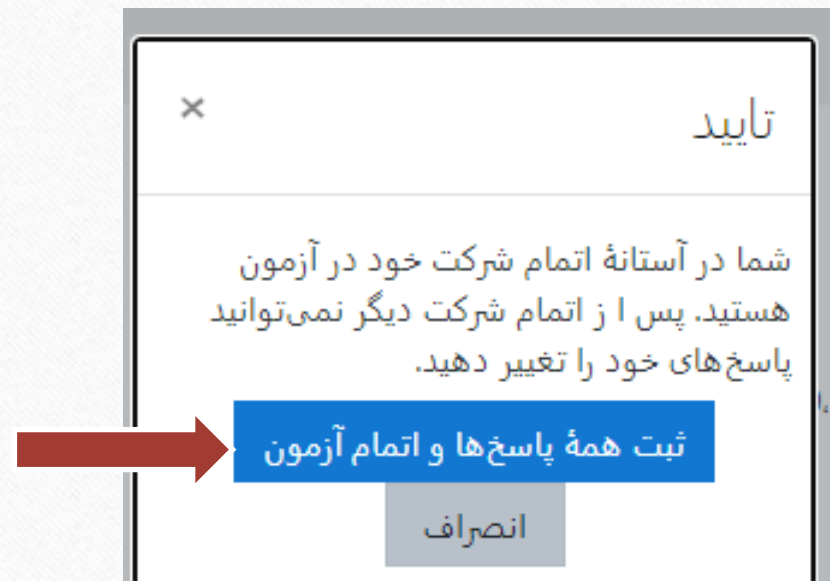 تایید
×
شما در آستانهٔ اتمام شرکت خود در آزمون
هستید. پس ا ز اتمام شرکت دیگر نمی‌توانید
پاسخ‌های خود را تغییر دهید.
ثبت همهٔ پاسخ‌ها و اتمام آزمون
انصراف